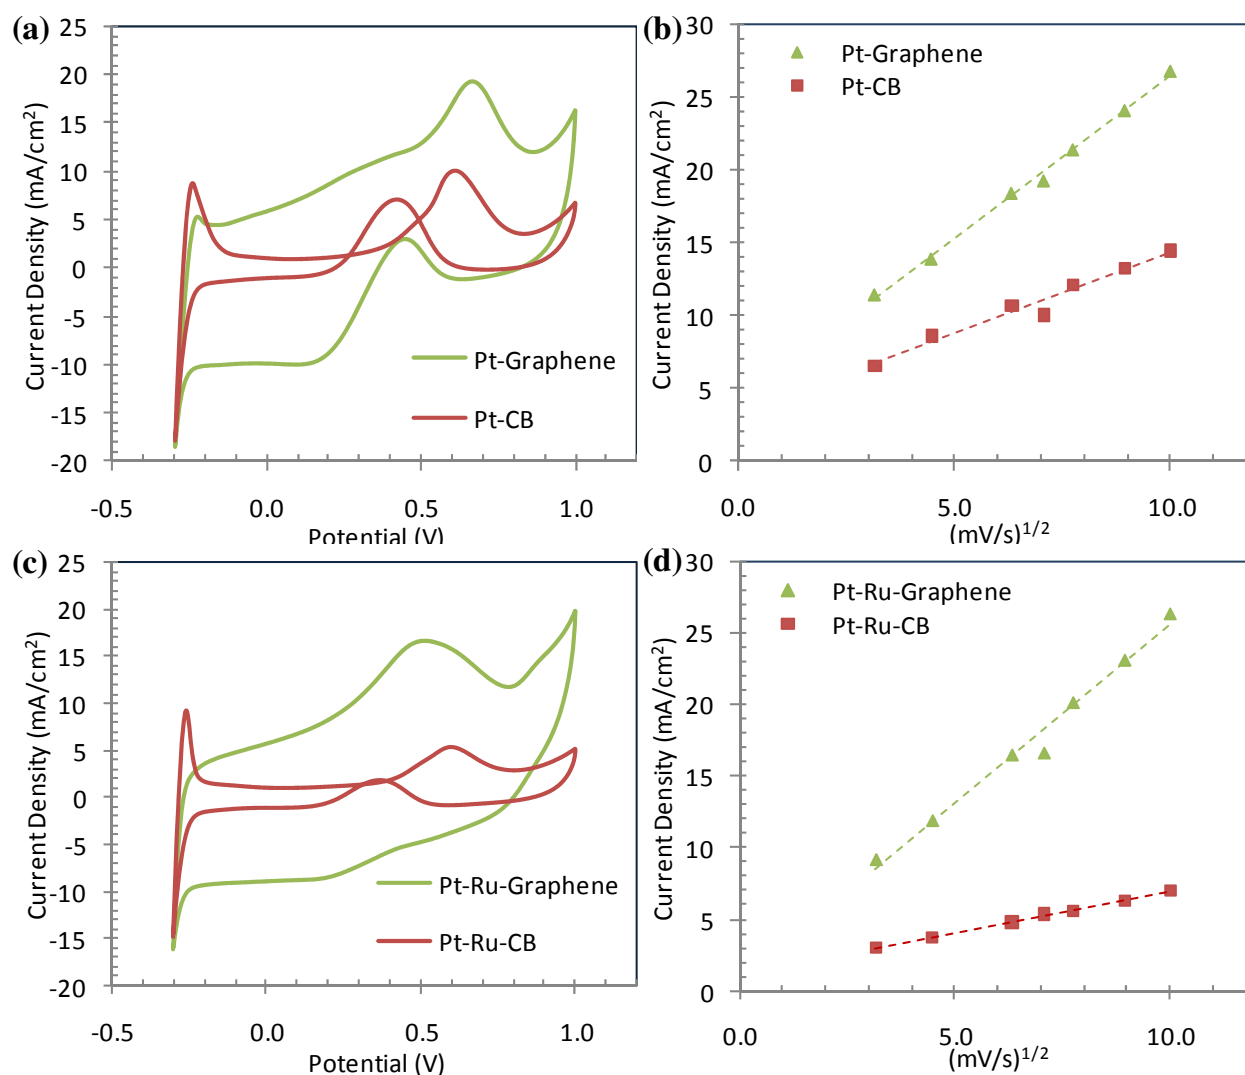 (a)
25
20
15
10
5
0
-5
-10
-15
-20
Current Density (mA/cm²)
Pt-Graphene
Pt-CB
-0.5 0.0 0.5 1.0
Potential (V)
(b)
30
25
20
15
10
5
0
Current Density (mA/cm²)
Pt-Graphene
Pt-CB
0.0 5.0 10.0
(mV/s)^1/2
(c)
25
20
15
10
5
0
-5
-10
-15
-20
Current Density (mA/cm²)
Pt-Ru-Graphene
Pt-Ru-CB
-0.5 0.0 0.5 1.0
Potential (V)
(d)
30
25
20
15
10
5
0
Current Density (mA/cm²)
Pt-Ru-Graphene
Pt-Ru-CB
0.0 5.0 10.0
(mV/s)^1/2